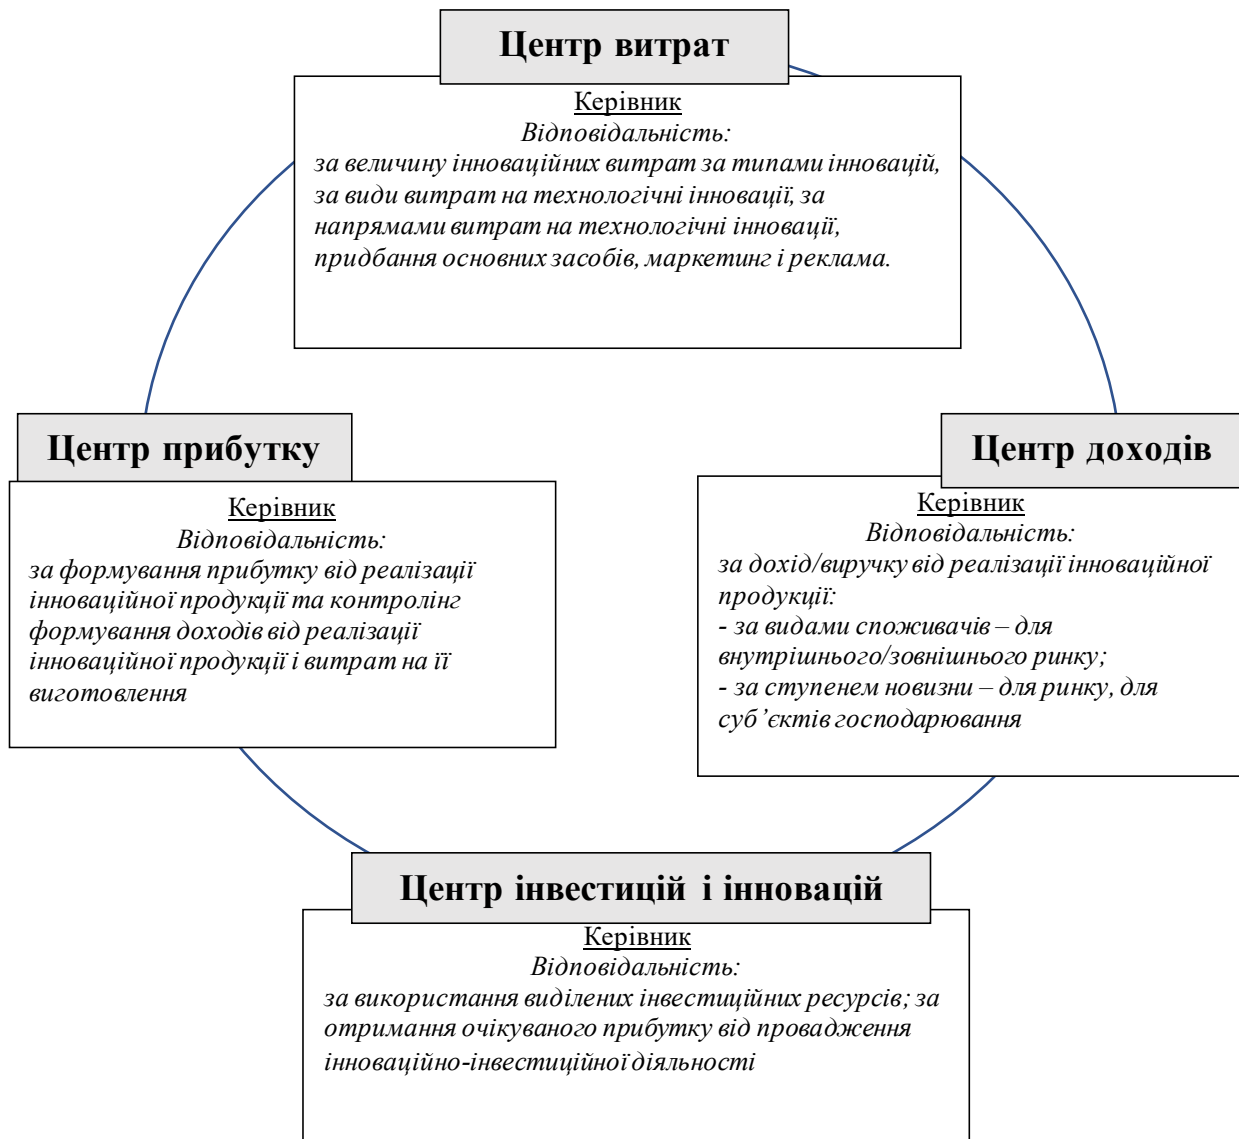 Центр витрат
Керівник
Відповідальність:
за величину інноваційних витрат за типами інновацій,
за види витрат на технологічні інновації, за
напрямами витрат на технологічні інновації,
придбання основних засобів, маркетинг і реклама.
Центр прибутку
Керівник
Відповідальність:
за формування прибутку від реалізації
інноваційної продукції та контролінг
формування доходів від реалізації
інноваційної продукції і витрат на її
виготовлення
Центр доходів
Керівник
Відповідальність:
за дохід/виручку від реалізації інноваційної
продукції:
- за видами споживачів – для
внутрішнього/зовнішнього ринку;
- за ступенем новизни – для ринку, для
суб’єктів господарювання
Центр інвестицій і інновацій
Керівник
Відповідальність:
за використання виділених інвестиційних ресурсів; за
отримання очікуваного прибутку від провадження
інноваційно-інвестиційної діяльності